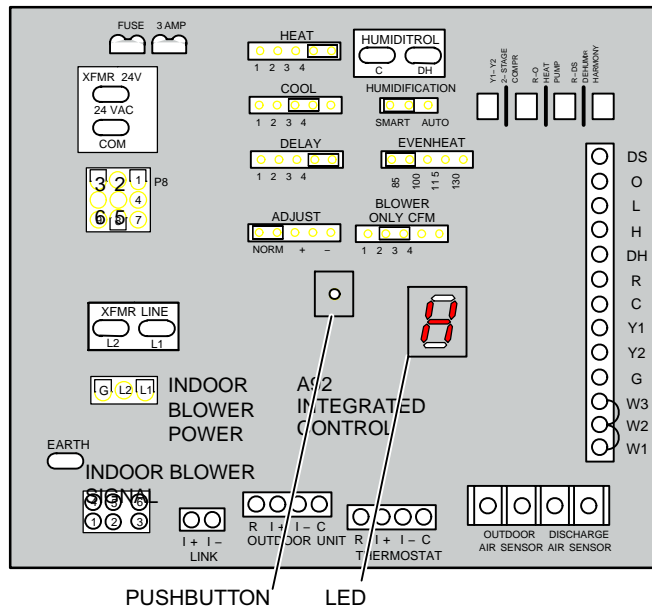 FUSE 3 AMP
XFMR 24V
24 VAC
COM
3 2 1
4
6 5 8 7
P8
HEAT
1 2 3 4
COOL
1 2 3 4
DELAY
1 2 3 4
ADJUST
NORM + −
HUMIDITROL
C DH
HUMIDIFICATION
SMART AUTO
EVENHEAT
85 100 115 130
BLOWER
ONLY CFM
1 2 3 4
Y1−Y2
2−STAGE
COMPR
R−O
HEAT
PUMP
R−DS
DEHUM
HARMONY
DS
O
L
H
DH
R
C
Y1
Y2
G
W3
W2
W1
XFMR LINE
L2 L1
G L2 L1
INDOOR
BLOWER
POWER
A92
INTEGRATED
CONTROL
EARTH
INDOOR BLOWER
SIGNAL
4 5 6
1 2 3
I + I −
LINK
R I + I − C
OUTDOOR UNIT
R I + I − C
THERMOSTAT
OUTDOOR
AIR SENSOR
DISCHARGE
AIR SENSOR
PUSHBUTTON
LED